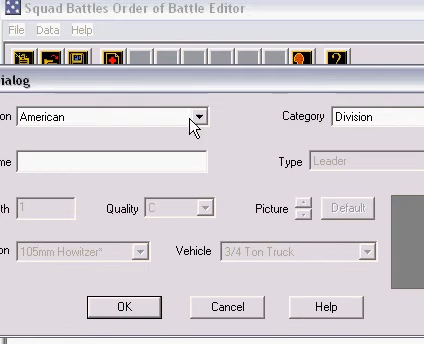 Squad Battles Order of Battle Editor
File Data Help
ialog
on American Category Division
me Type Leader
th 1 Quality C Picture Default
on 105mm Howitzer* Vehicle 3/4 Ton Truck
OK Cancel Help